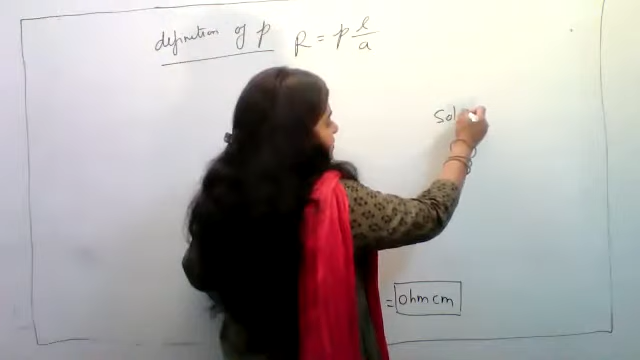 definition of ρ R = ρ l/a
Sol
= ohm cm